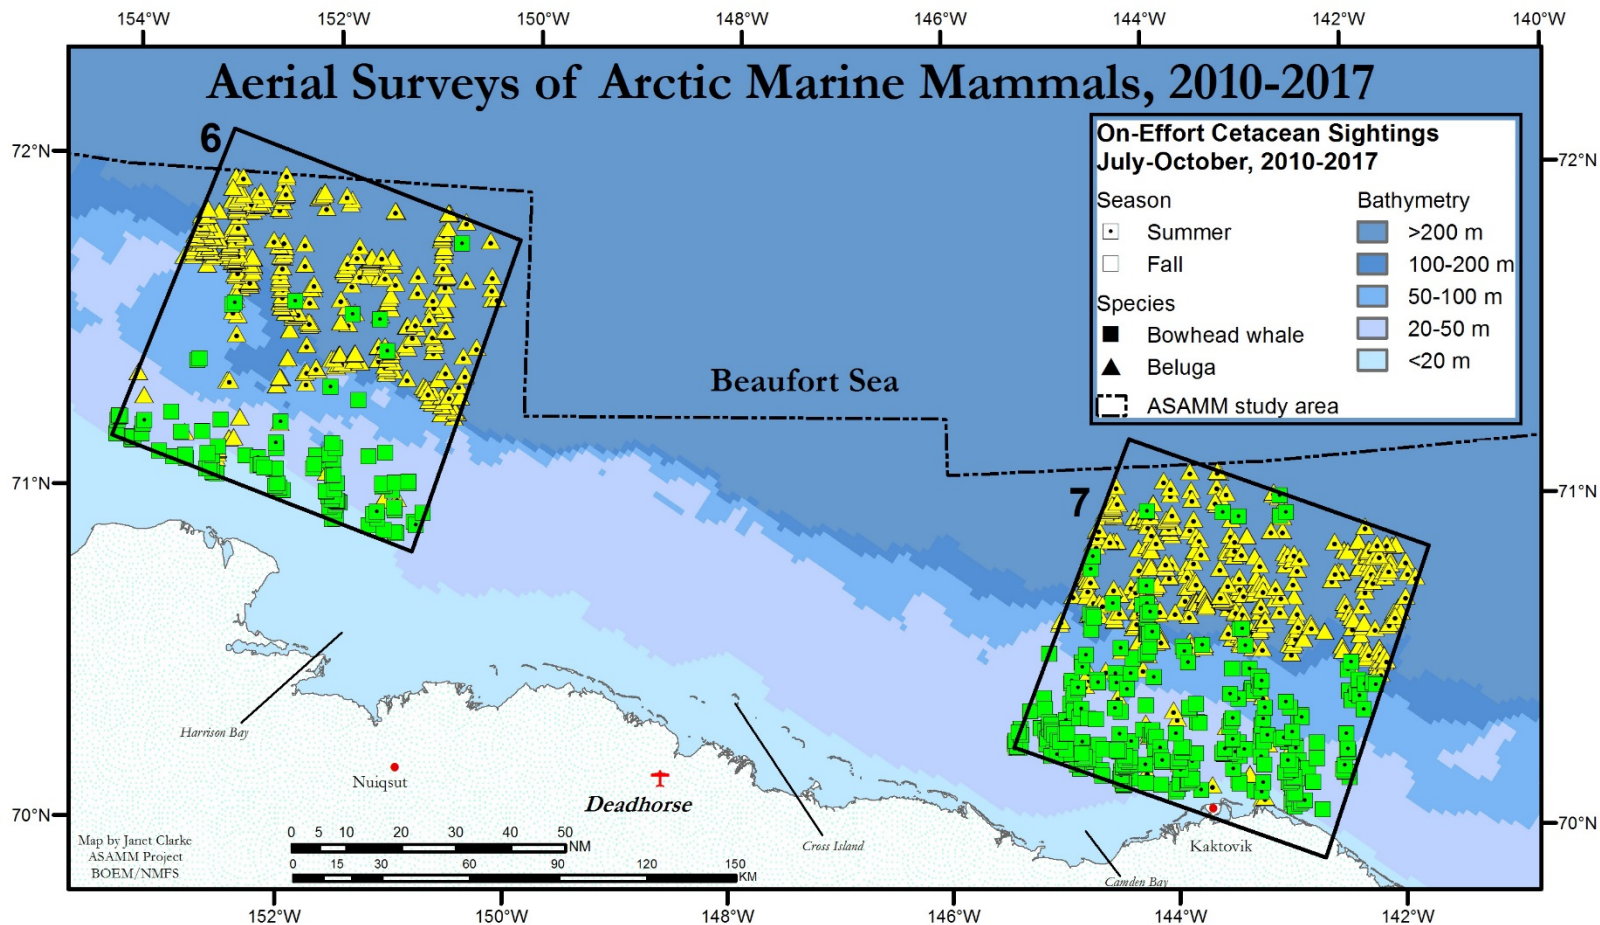 154°W 152°W 150°W 148°W 146°W 144°W 142°W 140°W
Aerial Surveys of Arctic Marine Mammals, 2010-2017
6
72°N
72°N
On-Effort Cetacean Sightings
July-October, 2010-2017
Season
Summer
Fall
Species
Bowhead whale
Beluga
ASAMM study area
Bathymetry
>200 m
100-200 m
50-100 m
20-50 m
<20 m
Beaufort Sea
71°N
71°N
7
Harrison Bay
Nuiqsut
Deadhorse
70°N
70°N
Cross Island
Kaktovik
Camden Bay
Map by Janet Clarke
ASAMM Project
BOEM/NMFS
0 5 10 20 30 40 50
NM
0 15 30 60 90 120 150
KM
152°W 150°W 148°W 146°W 144°W 142°W